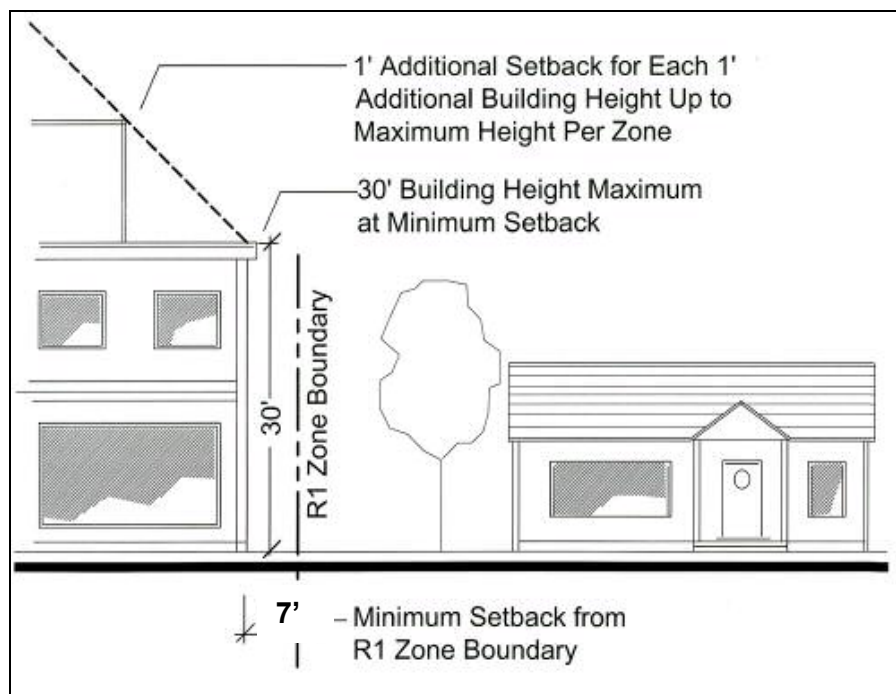 1' Additional Setback for Each 1'
Additional Building Height Up to
Maximum Height Per Zone
30' Building Height Maximum
at Minimum Setback
30'
R1 Zone Boundary
7’
Minimum Setback from
R1 Zone Boundary